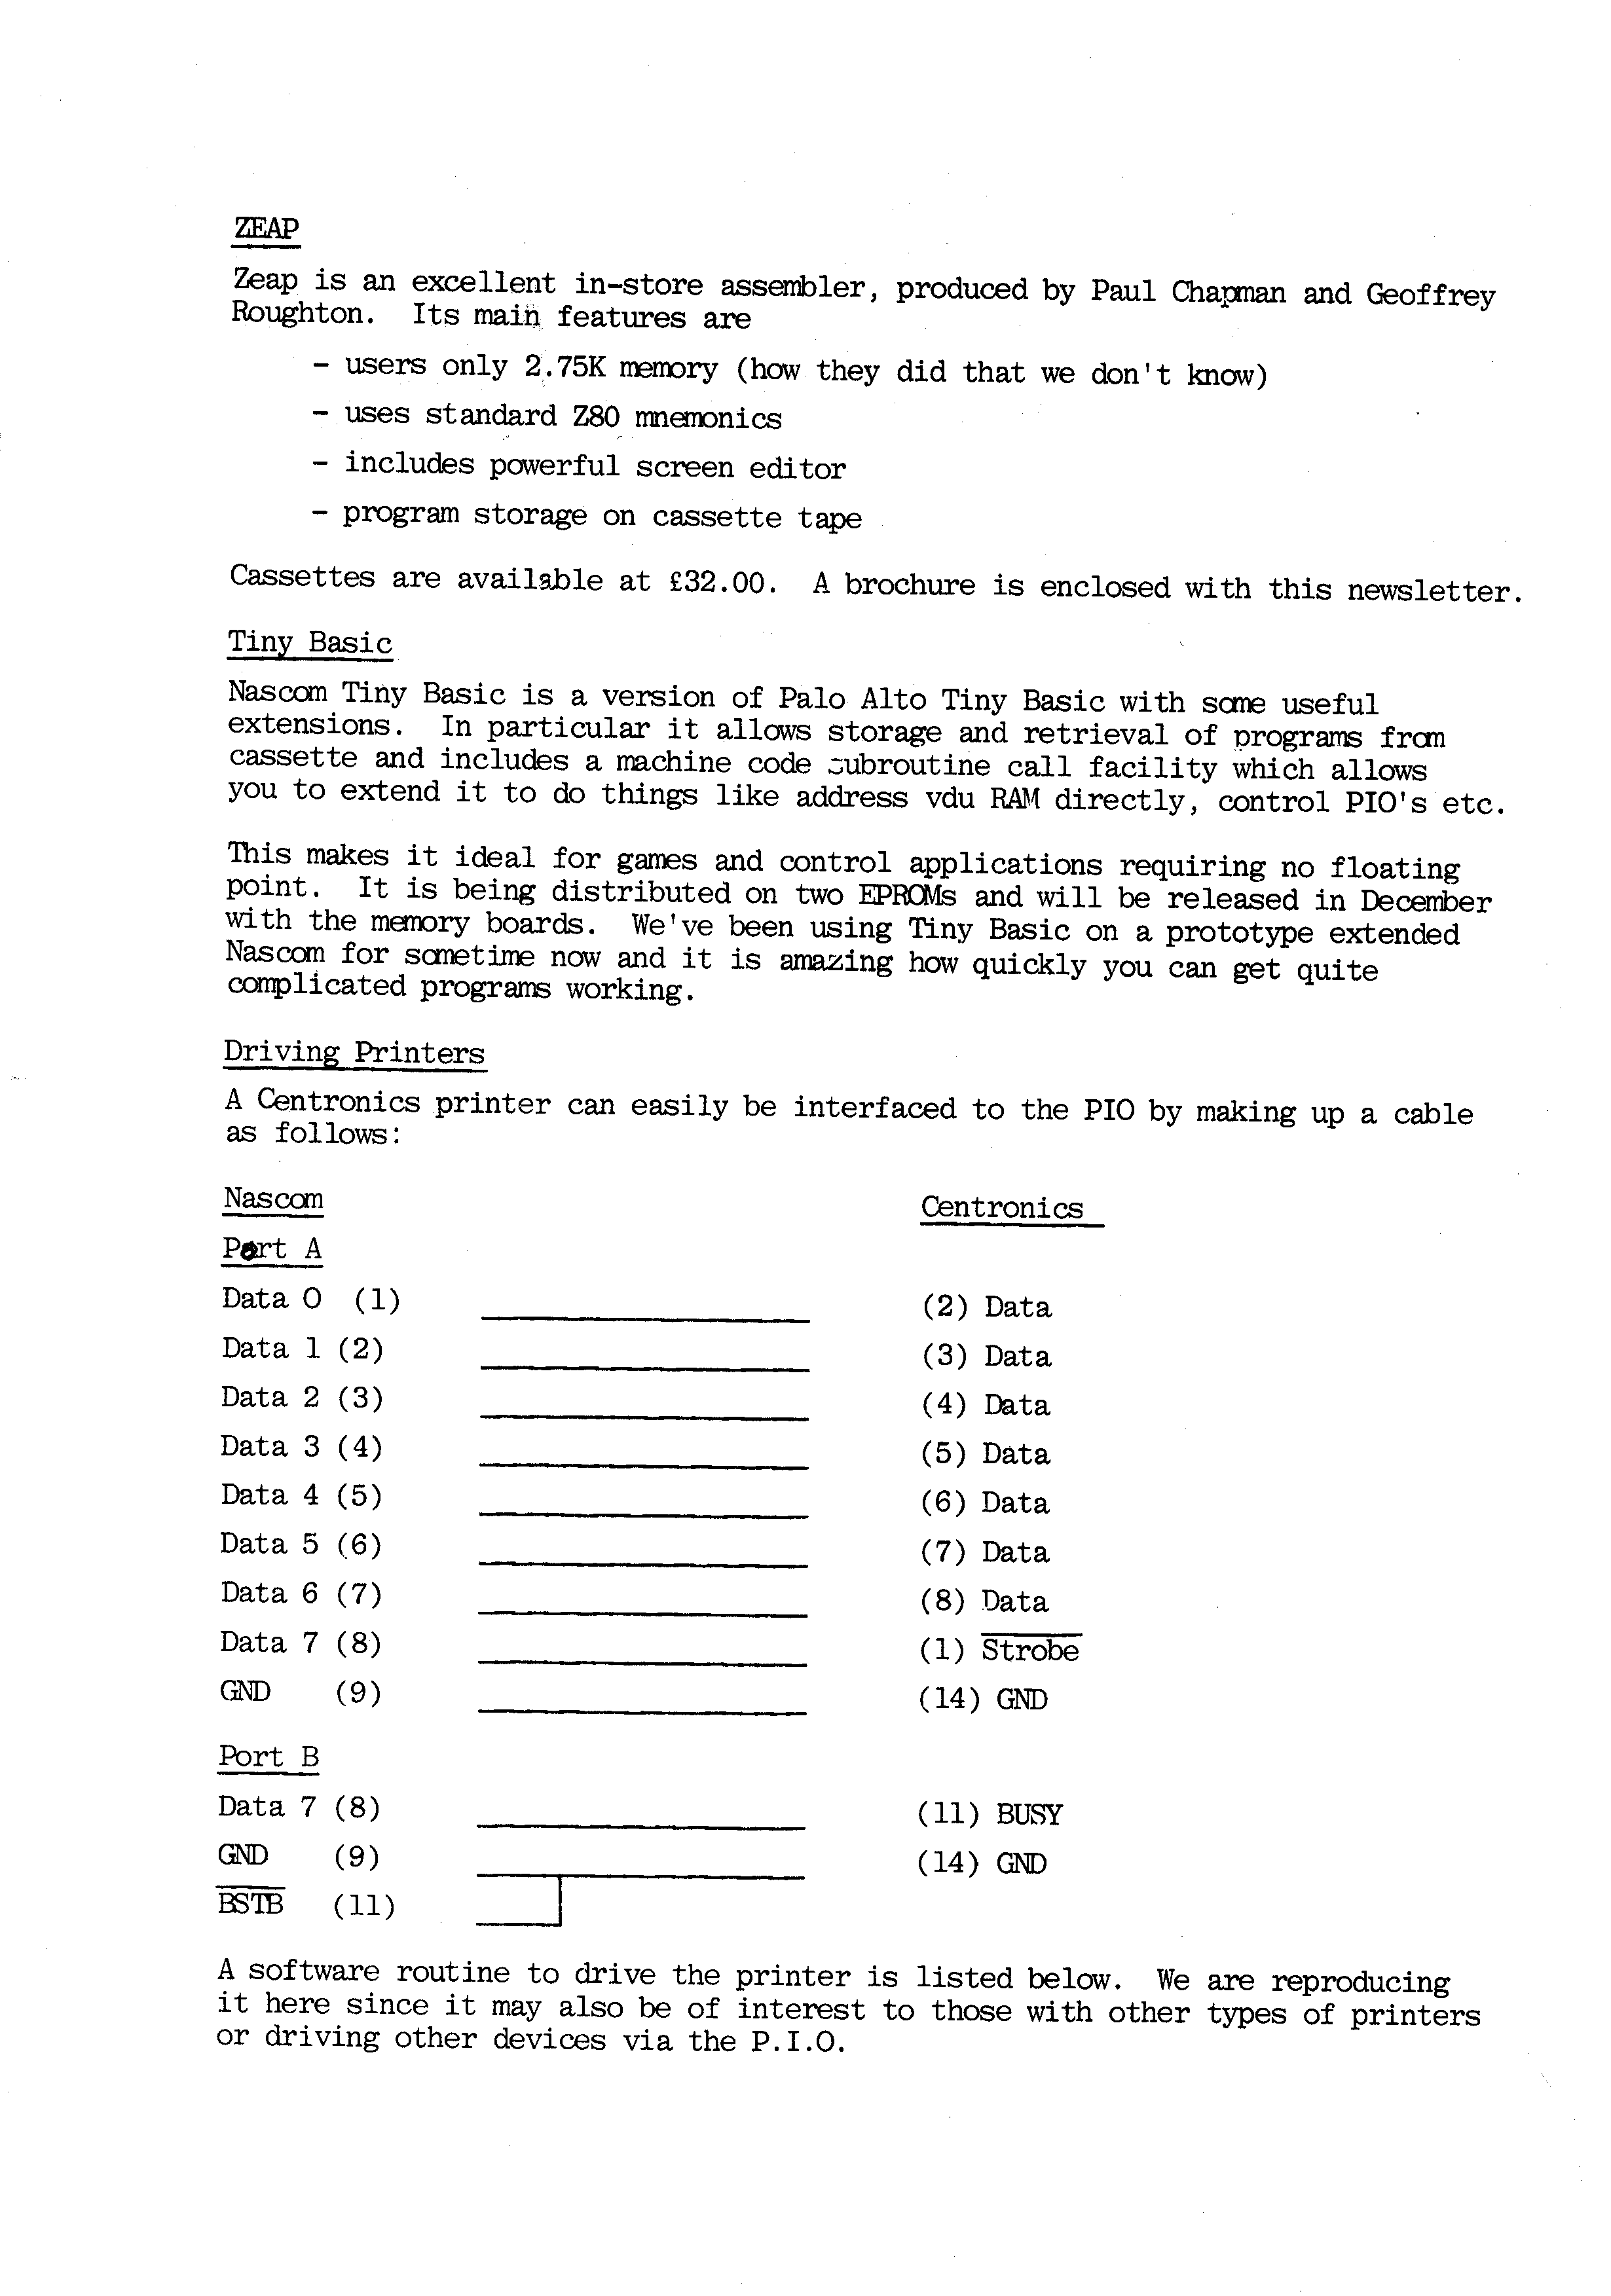 ZEAP
Zeap is an excellent in-store assembler, produced by Paul Chapman and Geoffrey
Roughton. Its main features are
- users only 2.75K memory (how they did that we don't know)
- uses standard Z80 mnemonics
- includes powerful screen editor
- program storage on cassette tape
Cassettes are available at £32.00. A brochure is enclosed with this newsletter.
Tiny Basic
Nascom Tiny Basic is a version of Palo Alto Tiny Basic with some useful
extensions. In particular it allows storage and retrieval of programs from
cassette and includes a machine code subroutine call facility which allows
you to extend it to do things like address vdu RAM directly, control PIO's etc.
This makes it ideal for games and control applications requiring no floating
point. It is being distributed on two EPROMs and will be released in December
with the memory boards. We've been using Tiny Basic on a prototype extended
Nascom for sometime now and it is amazing how quickly you can get quite
complicated programs working.
Driving Printers
A Centronics printer can easily be interfaced to the PIO by making up a cable
as follows:
Nascom Centronics
Port A
Data 0 (1) (2) Data
Data 1 (2) (3) Data
Data 2 (3) (4) Data
Data 3 (4) (5) Data
Data 4 (5) (6) Data
Data 5 (6) (7) Data
Data 6 (7) (8) Data
Data 7 (8) (1) Strobe
GND (9) (14) GND
Port B
Data 7 (8) (11) BUSY
GND (9) (14) GND
BSTB (11)
A software routine to drive the printer is listed below. We are reproducing
it here since it may also be of interest to those with other types of printers
or driving other devices via the P.I.O.